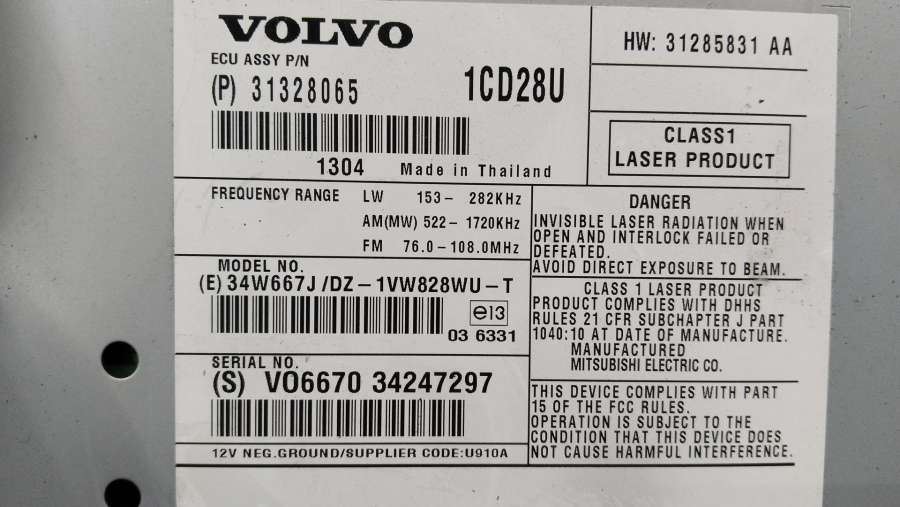 VOLVO
ECU ASSY P/N
(P) 31328065
1CD28U
1304 Made in Thailand
HW: 31285831 AA
CLASS1
LASER PRODUCT
FREQUENCY RANGE LW 153– 282KHz
AM(MW) 522– 1720KHz
FM 76.0–108.0MHz
MODEL NO.
(E) 34W667J/DZ–1VW828WU–T
e13
03 6331
SERIAL NO.
(S) VO6670 34247297
12V NEG.GROUND/SUPPLIER CODE:U910A
DANGER
INVISIBLE LASER RADIATION WHEN
OPEN AND INTERLOCK FAILED OR
DEFEATED.
AVOID DIRECT EXPOSURE TO BEAM.
CLASS 1 LASER PRODUCT
PRODUCT COMPLIES WITH DHHS
RULES 21 CFR SUBCHAPTER J PART
1040:10 AT DATE OF MANUFACTURE.
MANUFACTURED
MITSUBISHI ELECTRIC CO.
THIS DEVICE COMPLIES WITH PART
15 OF THE FCC RULES.
OPERATION IS SUBJECT TO THE
CONDITION THAT THIS DEVICE DOES
NOT CAUSE HARMFUL INTERFERENCE.